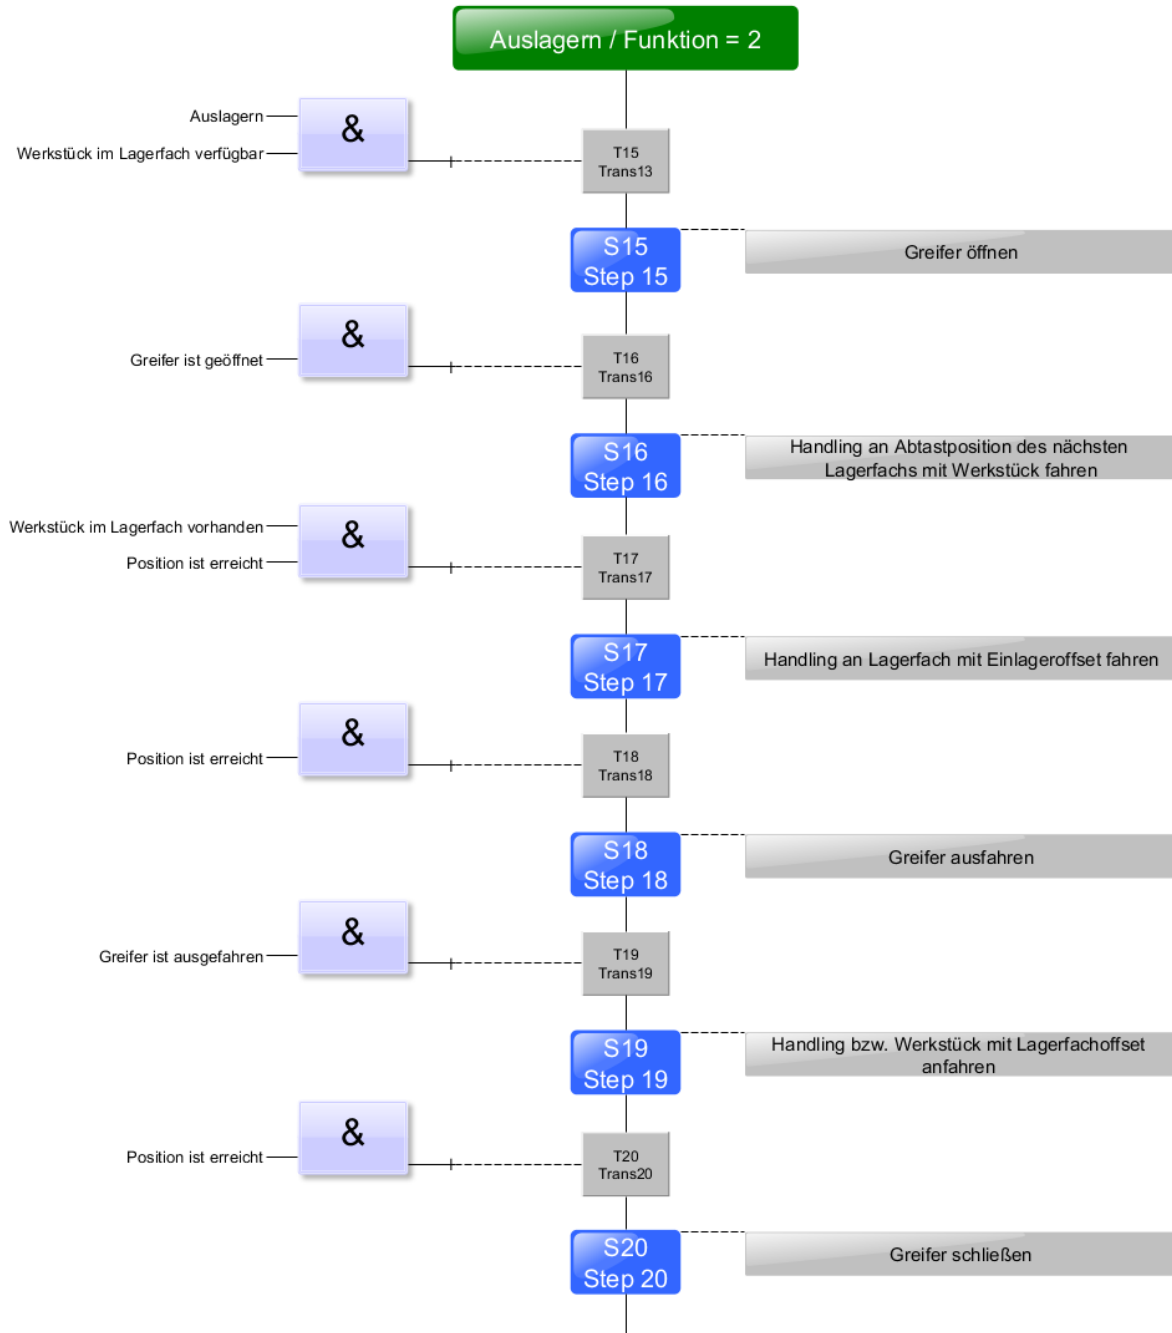 Auslagern / Funktion = 2
Auslagern
&
Werkstück im Lagerfach verfügbar
T15
Trans13
S15
Step 15
Greifer öffnen
&
Greifer ist geöffnet
T16
Trans16
S16
Step 16
Handling an Abtastposition des nächsten
Lagerfachs mit Werkstück fahren
Werkstück im Lagerfach vorhanden
&
Position ist erreicht
T17
Trans17
S17
Step 17
Handling an Lagerfach mit Einlageroffset fahren
&
Position ist erreicht
T18
Trans18
S18
Step 18
Greifer ausfahren
&
Greifer ist ausgefahren
T19
Trans19
S19
Step 19
Handling bzw. Werkstück mit Lagerfachoffset
anfahren
&
Position ist erreicht
T20
Trans20
S20
Step 20
Greifer schließen